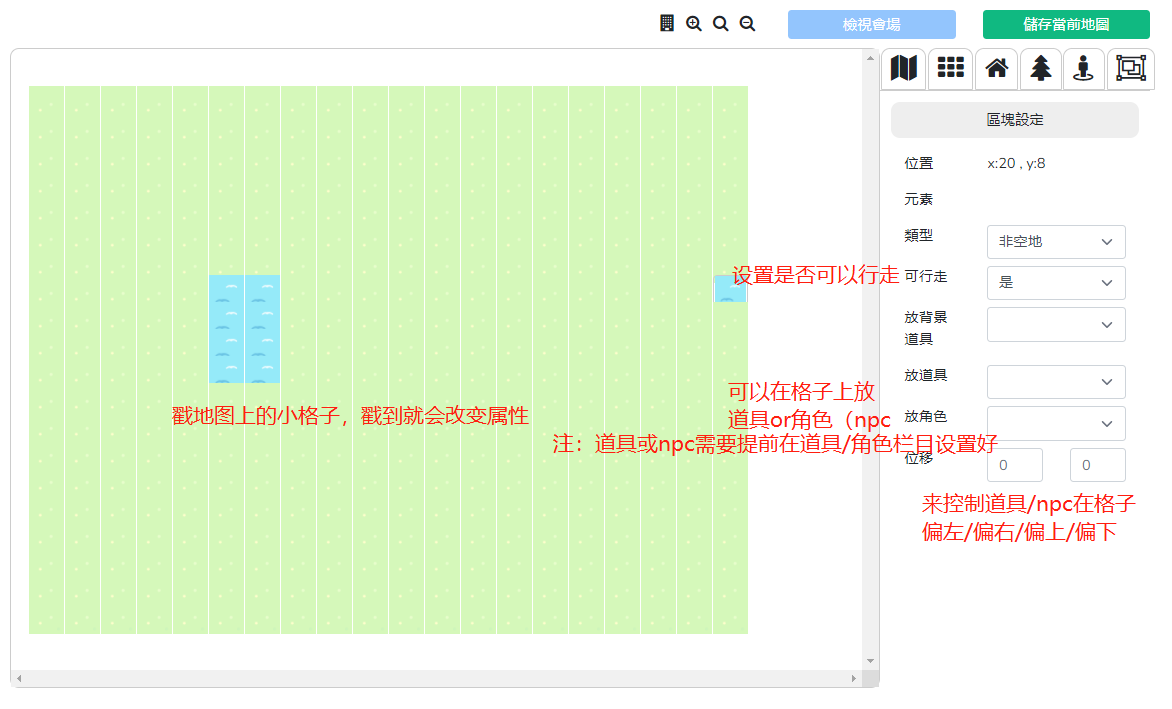 檢視會場
儲存當前地圖
區塊設定
位置
x:20 , y:8
元素
類型
非空地
设置是否可以行走
可行走
是
放背景
道具
放道具
可以在格子上放
道具or角色（npc
戳地图上的小格子，戳到就会改变属性
放角色
注：道具或npc需要提前在道具/角色栏目设置好
位移
0
0
来控制道具/npc在格子
偏左/偏右/偏上/偏下